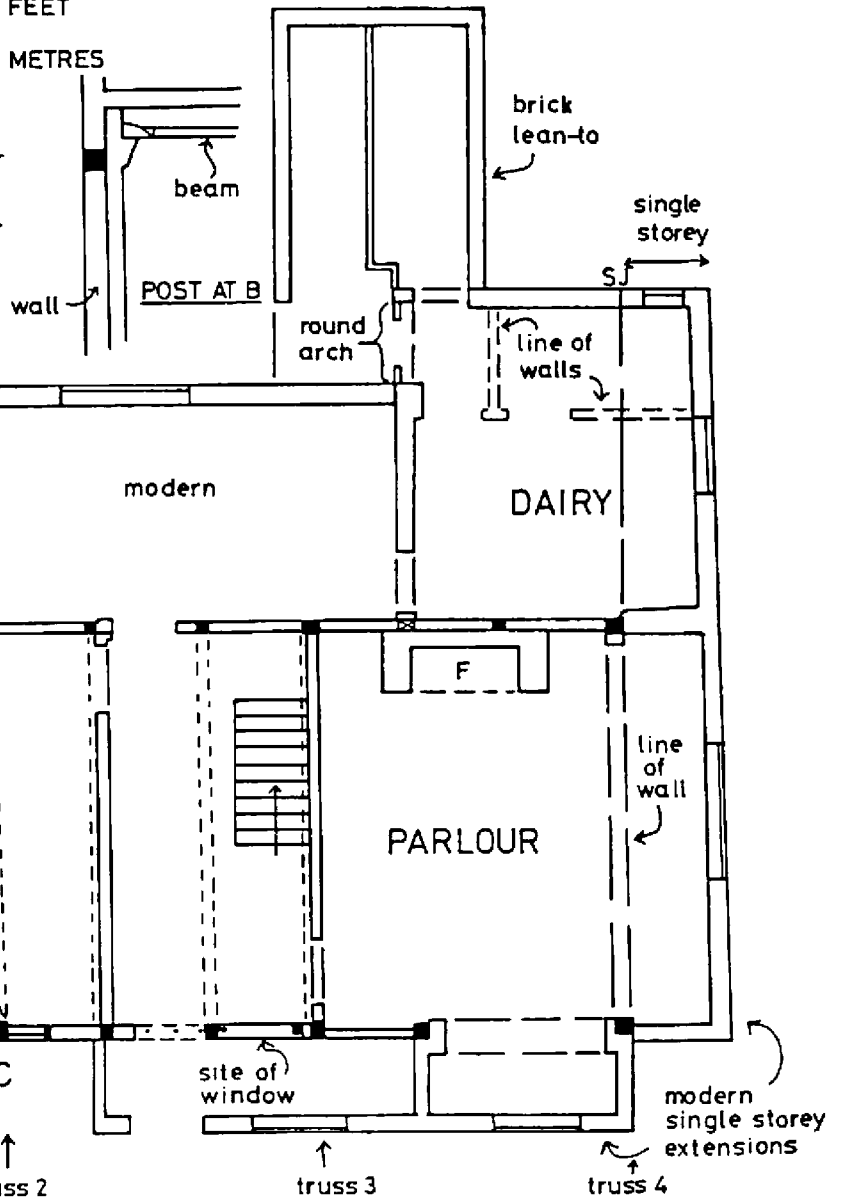 FEET
METRES
brick
lean-to
beam
single
storey
wall
POST AT B
SJ
round
arch
line of
walls
modern
DAIRY
F
line
of
wall
PARLOUR
site of
window
C
modern
single storey
extensions
ss 2
truss 3
truss 4